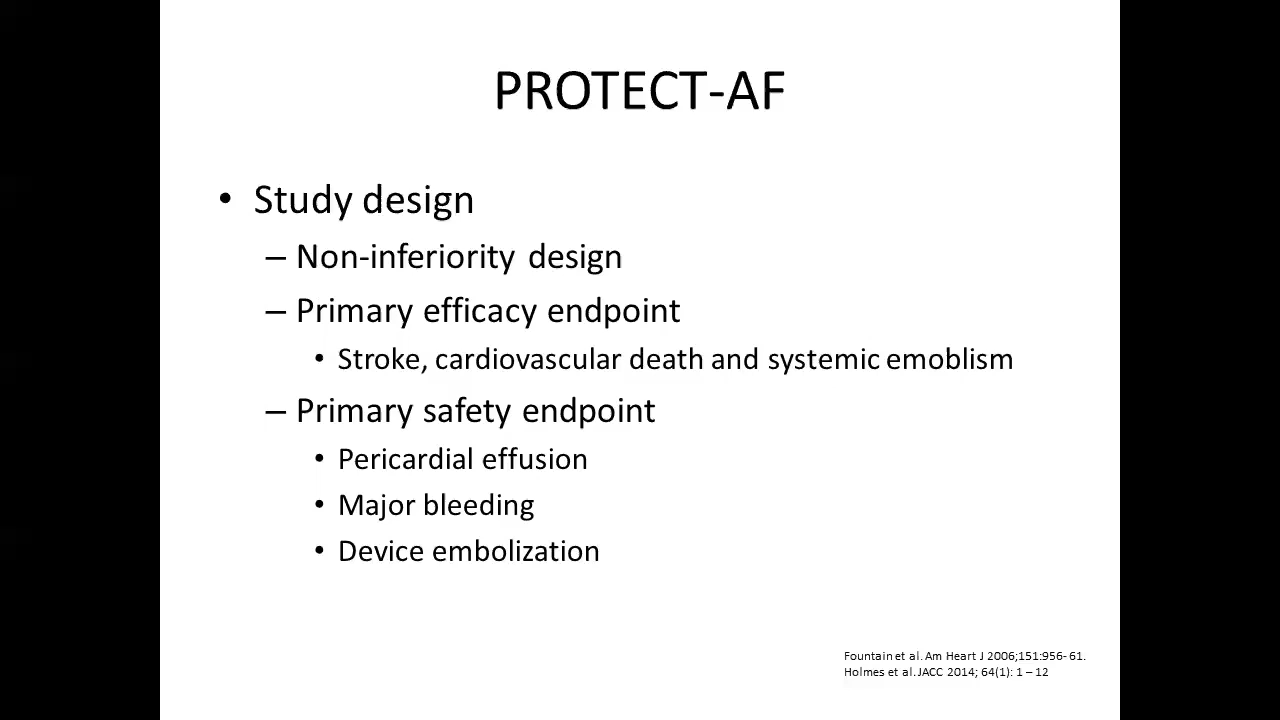 PROTECT-AF
• Study design
– Non-inferiority design
– Primary efficacy endpoint
• Stroke, cardiovascular death and systemic emoblism
– Primary safety endpoint
• Pericardial effusion
• Major bleeding
• Device embolization
Fountain et al. Am Heart J 2006;151:956-61.
Holmes et al. JACC 2014; 64(1): 1 – 12